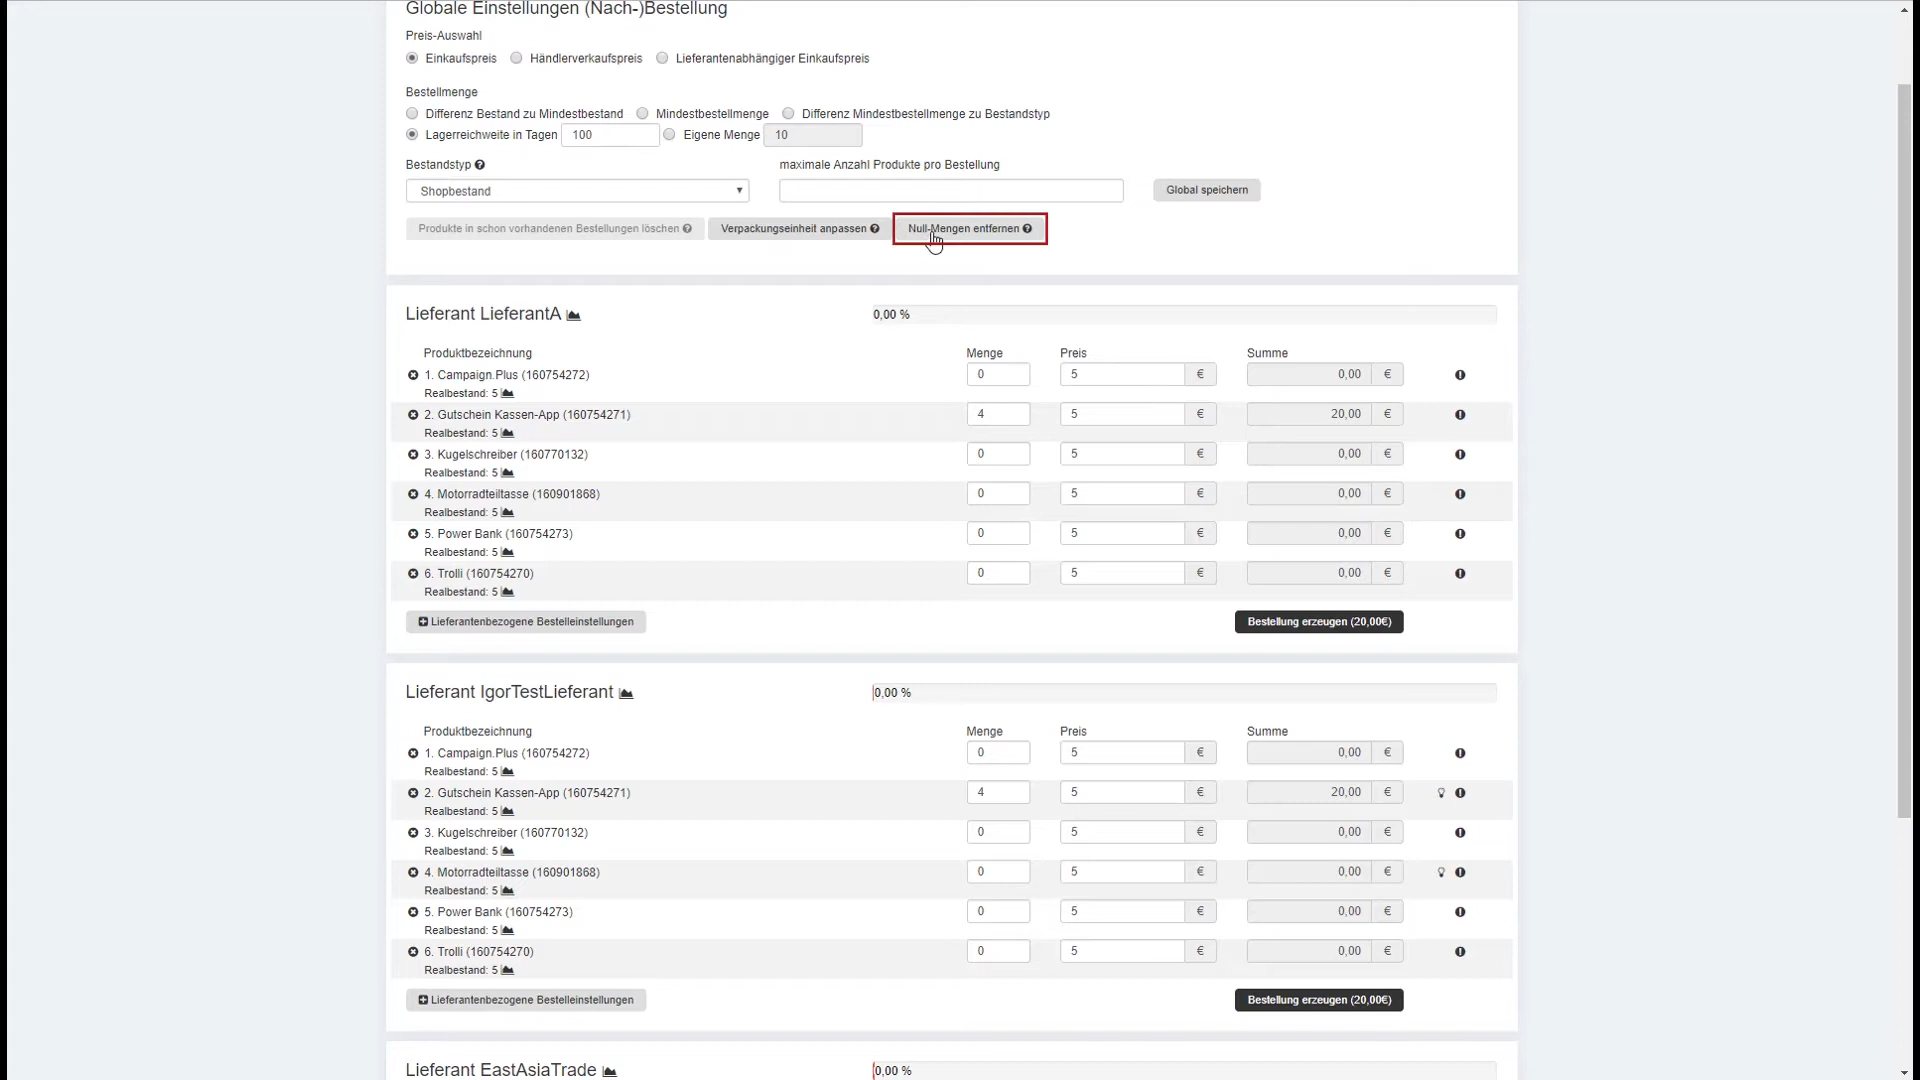 Globale Einstellungen (Nach-)Bestellung
Preis-Auswahl
Einkaufspreis Händlerverkaufspreis Lieferantenabhängiger Einkaufspreis
Bestellmenge
Differenz Bestand zu Mindestbestand Mindestbestellmenge Differenz Mindestbestellmenge zu Bestandstyp
Lagerreichweite in Tagen 100 Eigene Menge 10
Bestandstyp maximale Anzahl Produkte pro Bestellung
Shopbestand Global speichern
Produkte in schon vorhandenen Bestellungen löschen Verpackungseinheit anpassen Null-Mengen entfernen
Lieferant LieferantA 0,00 %
Produktbezeichnung Menge Preis Summe
1. Campaign.Plus (160754272) 0 5 € 0,00 €
Realbestand: 5
2. Gutschein Kassen-App (160754271) 4 5 € 20,00 €
Realbestand: 5
3. Kugelschreiber (160770132) 0 5 € 0,00 €
Realbestand: 5
4. Motorradteiltasse (160901868) 0 5 € 0,00 €
Realbestand: 5
5. Power Bank (160754273) 0 5 € 0,00 €
Realbestand: 5
6. Trolli (160754270) 0 5 € 0,00 €
Realbestand: 5
Lieferantenbezogene Bestelleinstellungen Bestellung erzeugen (20,00€)
Lieferant IgorTestLieferant 0,00 %
Produktbezeichnung Menge Preis Summe
1. Campaign.Plus (160754272) 0 5 € 0,00 €
Realbestand: 5
2. Gutschein Kassen-App (160754271) 4 5 € 20,00 €
Realbestand: 5
3. Kugelschreiber (160770132) 0 5 € 0,00 €
Realbestand: 5
4. Motorradteiltasse (160901868) 0 5 € 0,00 €
Realbestand: 5
5. Power Bank (160754273) 0 5 € 0,00 €
Realbestand: 5
6. Trolli (160754270) 0 5 € 0,00 €
Realbestand: 5
Lieferantenbezogene Bestelleinstellungen Bestellung erzeugen (20,00€)
Lieferant EastAsiaTrade 0,00 %